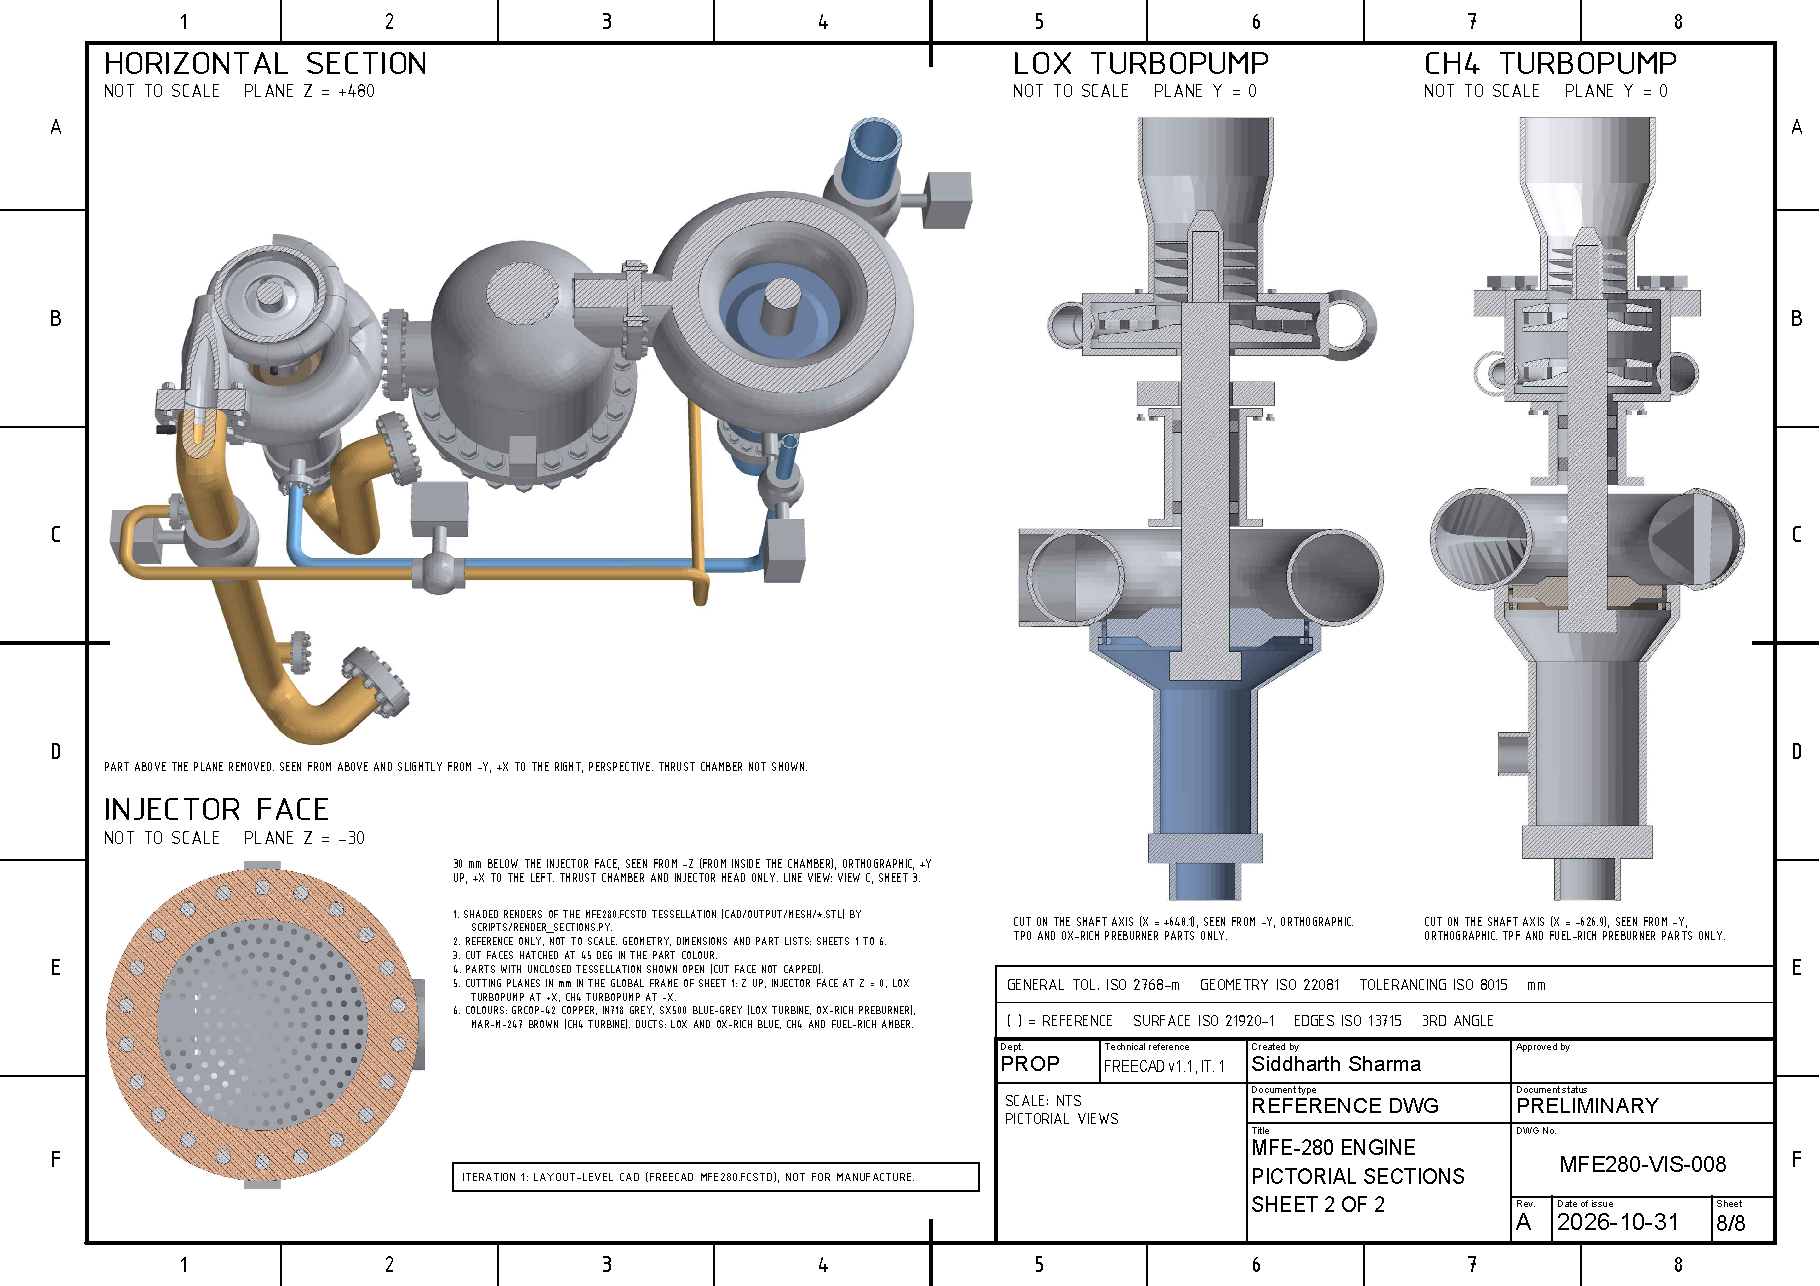 1 2 3 4 5 6 7 8
A
B
C
D
E
F
A
B
C
D
E
F
HORIZONTAL SECTION
NOT TO SCALE PLANE Z = +480
PART ABOVE THE PLANE REMOVED. SEEN FROM ABOVE AND SLIGHTLY FROM -Y, +X TO THE RIGHT, PERSPECTIVE. THRUST CHAMBER NOT SHOWN.
LOX TURBOPUMP
NOT TO SCALE PLANE Y = 0
CUT ON THE SHAFT AXIS (X = +648.1), SEEN FROM -Y, ORTHOGRAPHIC.
TPO AND OX-RICH PREBURNER PARTS ONLY.
CH4 TURBOPUMP
NOT TO SCALE PLANE Y = 0
CUT ON THE SHAFT AXIS (X = -626.9), SEEN FROM -Y,
ORTHOGRAPHIC. TPF AND FUEL-RICH PREBURNER PARTS ONLY.
INJECTOR FACE
NOT TO SCALE PLANE Z = -30
30 mm BELOW THE INJECTOR FACE, SEEN FROM -Z (FROM INSIDE THE CHAMBER), ORTHOGRAPHIC, +Y
UP, +X TO THE LEFT. THRUST CHAMBER AND INJECTOR HEAD ONLY. LINE VIEW: VIEW C, SHEET 3.
1. SHADED RENDERS OF THE MFE280.FCSTD TESSELLATION (CAD/OUTPUT/MESH/*.STL) BY
SCRIPTS/RENDER_SECTIONS.PY.
2. REFERENCE ONLY, NOT TO SCALE. GEOMETRY, DIMENSIONS AND PART LISTS: SHEETS 1 TO 6.
3. CUT FACES HATCHED AT 45 DEG IN THE PART COLOUR.
4. PARTS WITH UNCLOSED TESSELLATION SHOWN OPEN (CUT FACE NOT CAPPED).
5. CUTTING PLANES IN mm IN THE GLOBAL FRAME OF SHEET 1: Z UP, INJECTOR FACE AT Z = 0, LOX
TURBOPUMP AT +X, CH4 TURBOPUMP AT -X.
6. COLOURS: GRCOP-42 COPPER, IN718 GREY, SX500 BLUE-GREY (LOX TURBINE, OX-RICH PREBURNER),
MAR-M-247 BROWN (CH4 TURBINE). DUCTS: LOX AND OX-RICH BLUE, CH4 AND FUEL-RICH AMBER.
ITERATION 1: LAYOUT-LEVEL CAD (FREECAD MFE280.FCSTD), NOT FOR MANUFACTURE.
GENERAL TOL. ISO 2768-m GEOMETRY ISO 22081 TOLERANCING ISO 8015 mm
( ) = REFERENCE SURFACE ISO 21920-1 EDGES ISO 13715 3RD ANGLE
Dept.
PROP
Technical reference
FREECAD v1.1, IT. 1
Created by
Siddharth Sharma
Approved by
SCALE: NTS
PICTORIAL VIEWS
Document type
REFERENCE DWG
Document status
PRELIMINARY
Title
MFE-280 ENGINE
PICTORIAL SECTIONS
SHEET 2 OF 2
DWG No.
MFE280-VIS-008
Rev.
A
Date of issue
2026-10-31
Sheet
8/8
1 2 3 4 5 6 7 8